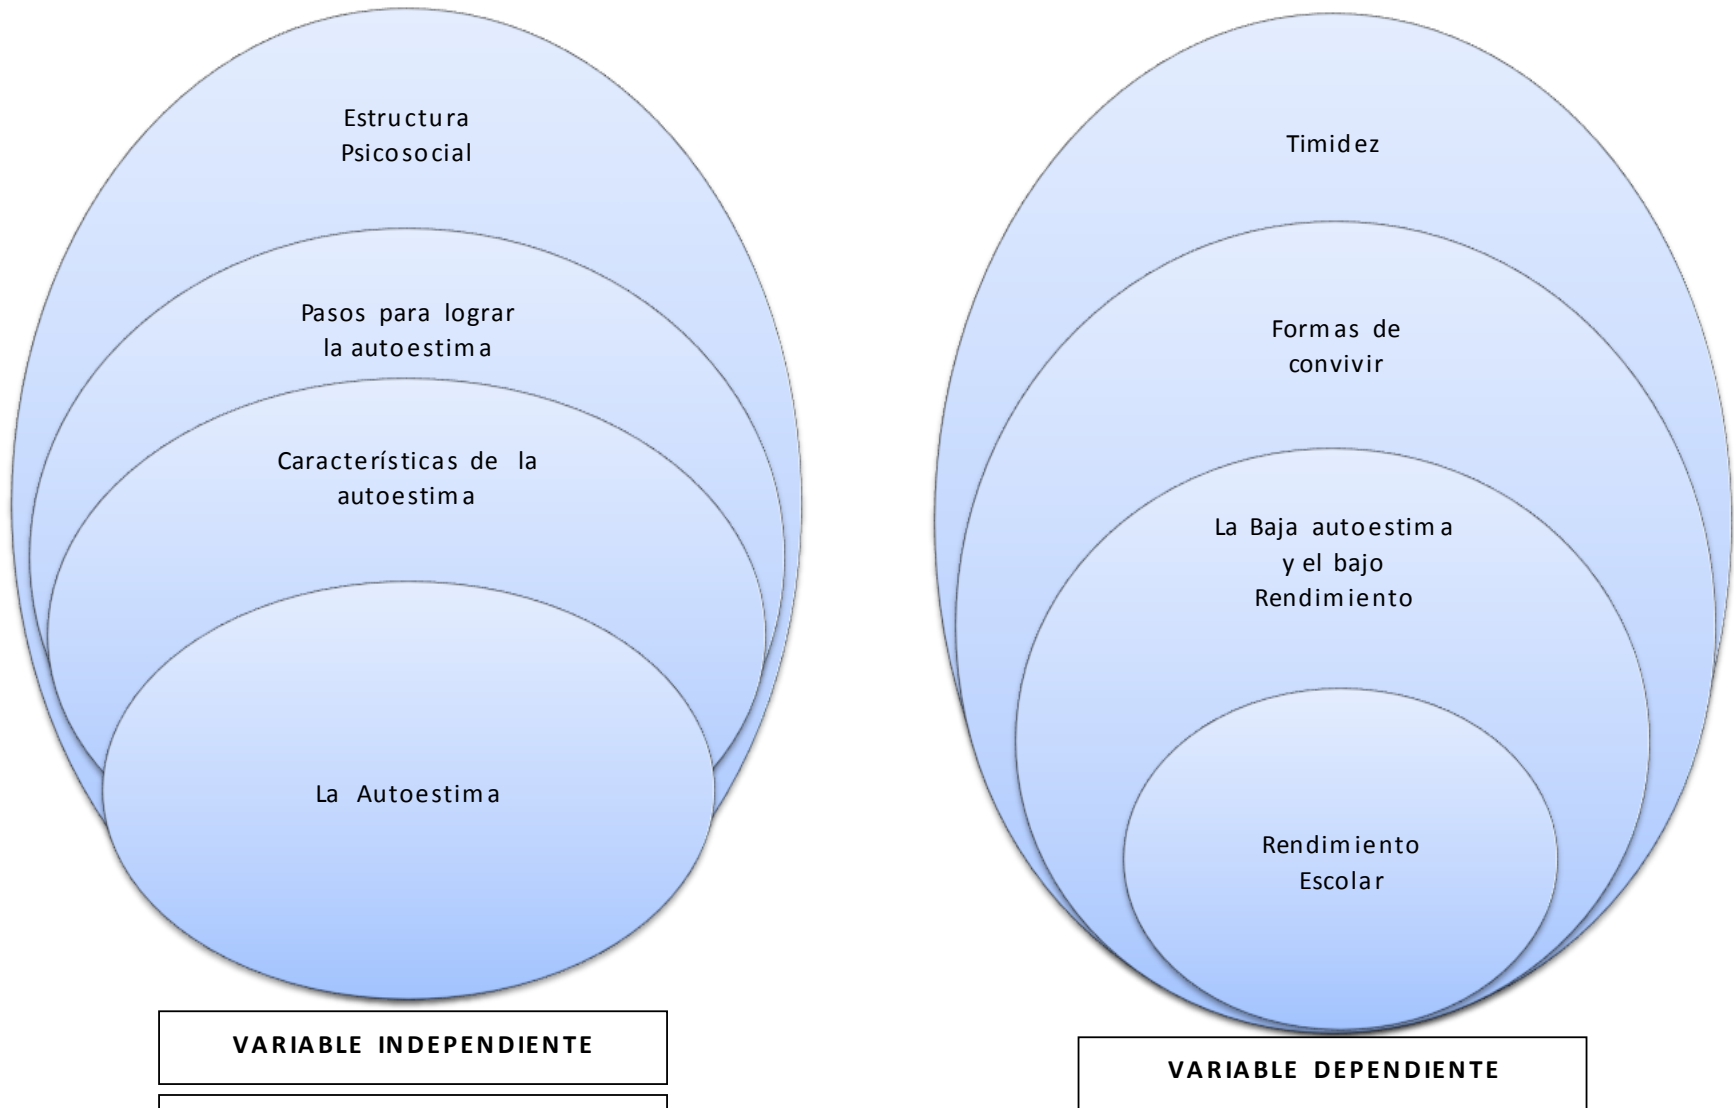 Estructura
Psicosocial
Pasos para lograr
la autoestima
Características de la
autoestima
La Autoestima
VARIABLE INDEPENDIENTE
Timidez
Formas de
convivir
La Baja autoestima
y el bajo
Rendimiento
Rendimiento
Escolar
VARIABLE DEPENDIENTE